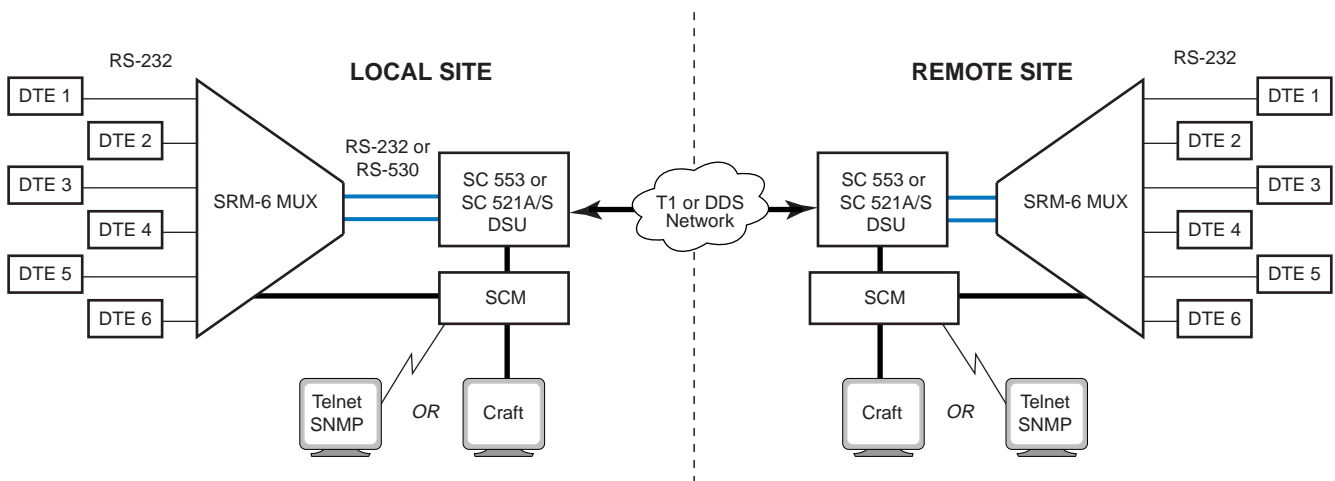 RS-232
LOCAL SITE
DTE 1
DTE 2
DTE 3
DTE 4
DTE 5
DTE 6
SRM-6 MUX
RS-232 or
RS-530
SC 553 or
SC 521A/S
DSU
SCM
Telnet
SNMP
OR
Craft
T1 or DDS
Network
REMOTE SITE
RS-232
SC 553 or
SC 521A/S
DSU
SRM-6 MUX
DTE 1
DTE 2
DTE 3
DTE 4
DTE 5
DTE 6
SCM
Craft
OR
Telnet
SNMP